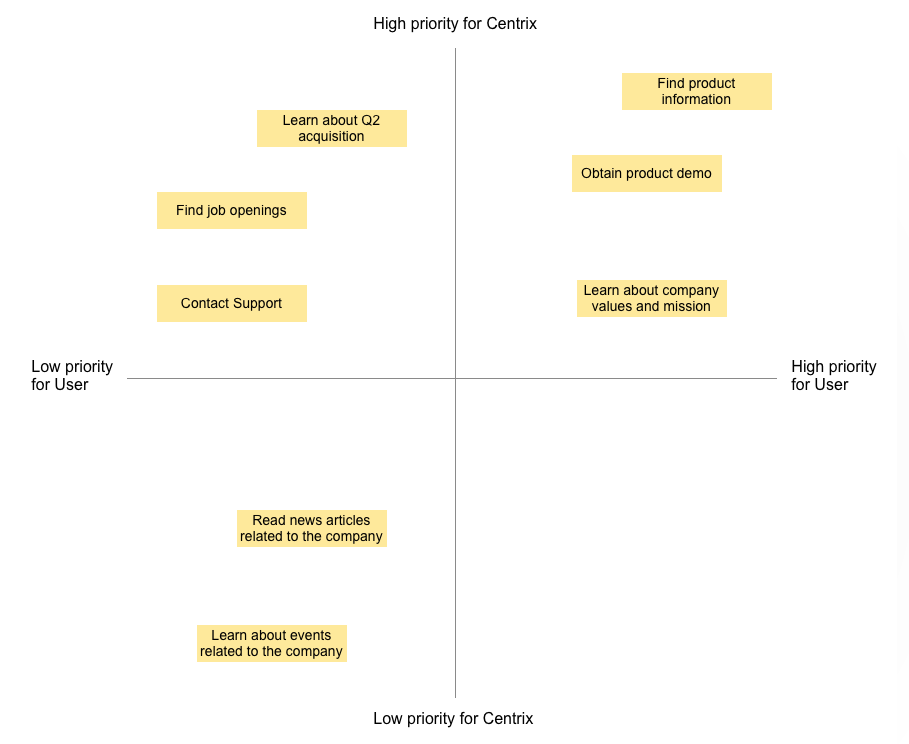 High priority for Centrix
Find product
information
Learn about Q2
acquisition
Obtain product demo
Find job openings
Learn about company
values and mission
Contact Support
Low priority
for User
High priority
for User
Read news articles
related to the company
Learn about events
related to the company
Low priority for Centrix